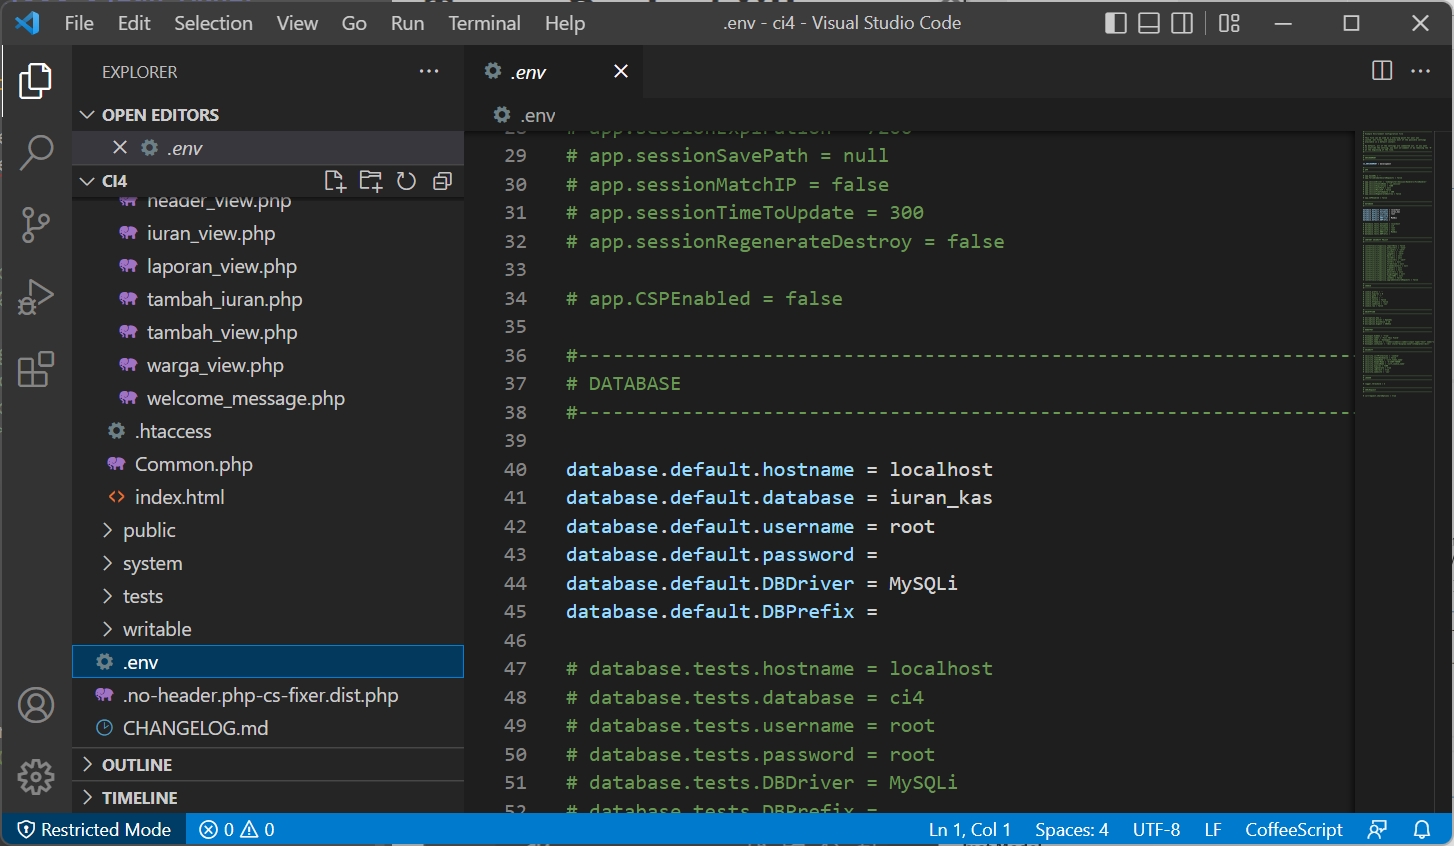 File Edit Selection View Go Run Terminal Help
.env - ci4 - Visual Studio Code
EXPLORER
OPEN EDITORS
.env
CI4
header_view.php
iuran_view.php
laporan_view.php
tambah_iuran.php
tambah_view.php
warga_view.php
welcome_message.php
.htaccess
Common.php
index.html
public
system
tests
writable
.env
.no-header.php-cs-fixer.dist.php
CHANGELOG.md
OUTLINE
TIMELINE
.env
.env
29 # app.sessionSavePath = null
30 # app.sessionMatchIP = false
31 # app.sessionTimeToUpdate = 300
32 # app.sessionRegenerateDestroy = false
33
34 # app.CSPEnabled = false
35
36 #--------------------------------------------------------------------
37 # DATABASE
38 #--------------------------------------------------------------------
39
40 database.default.hostname = localhost
41 database.default.database = iuran_kas
42 database.default.username = root
43 database.default.password =
44 database.default.DBDriver = MySQLi
45 database.default.DBPrefix =
46
47 # database.tests.hostname = localhost
48 # database.tests.database = ci4
49 # database.tests.username = root
50 # database.tests.password = root
51 # database.tests.DBDriver = MySQLi
52 # database.tests.DBPrefix =
Restricted Mode 0 0 Ln 1, Col 1 Spaces: 4 UTF-8 LF CoffeeScript